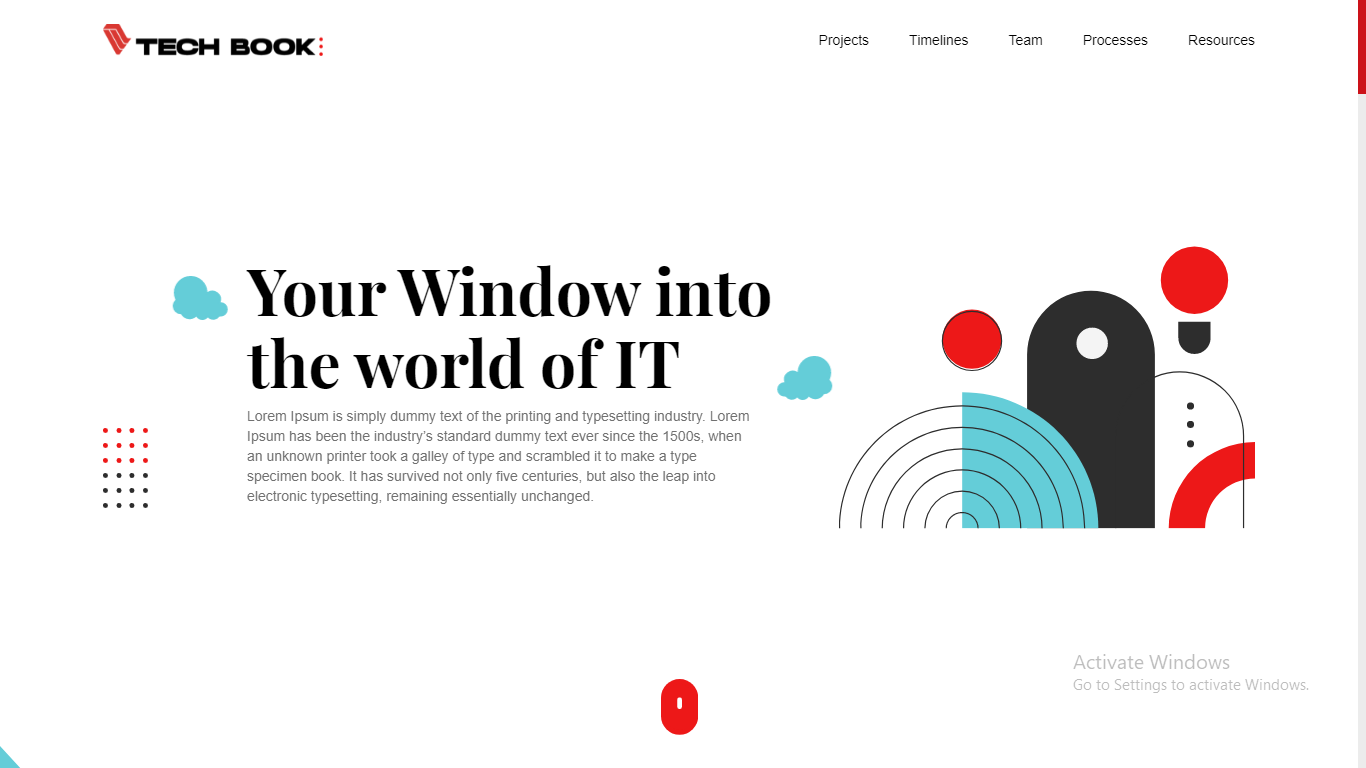 TECH BOOK
Projects
Timelines
Team
Processes
Resources
Your Window into
the world of IT
Lorem Ipsum is simply dummy text of the printing and typesetting industry. Lorem
Ipsum has been the industry’s standard dummy text ever since the 1500s, when
an unknown printer took a galley of type and scrambled it to make a type
specimen book. It has survived not only five centuries, but also the leap into
electronic typesetting, remaining essentially unchanged.
Activate Windows
Go to Settings to activate Windows.